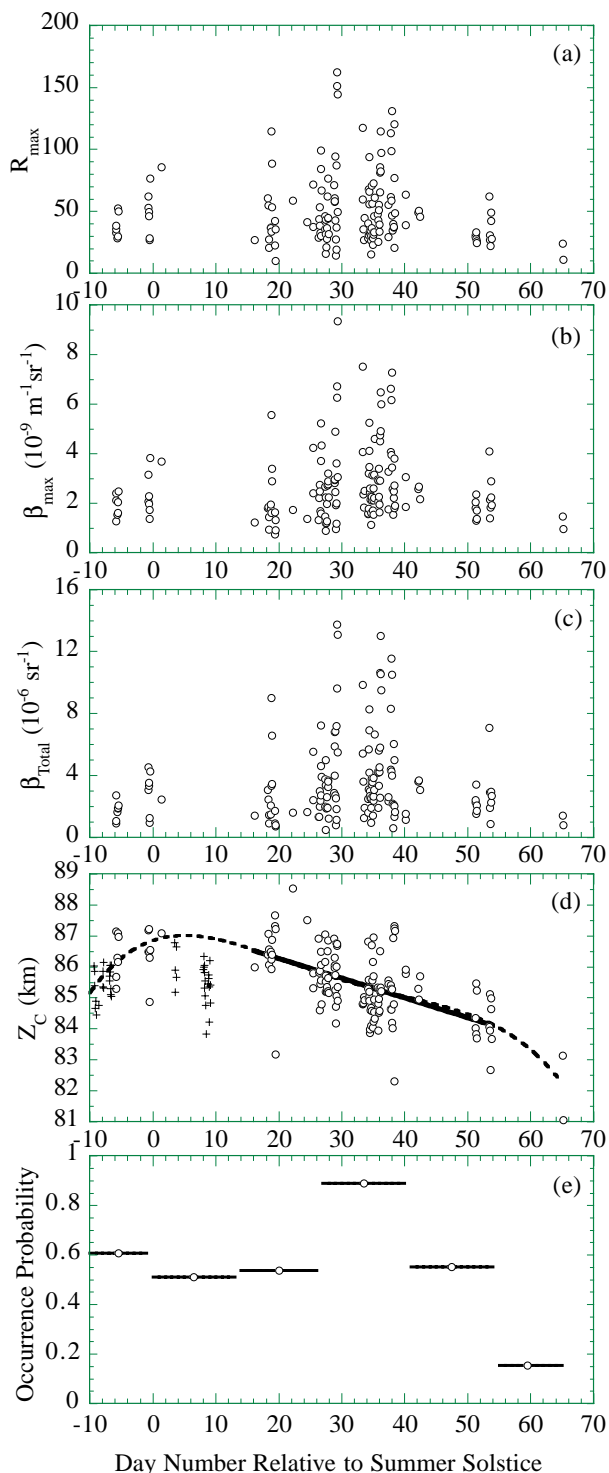 200
150
100
50
0
R_max
(a)
-10 0 10 20 30 40 50 60 70
10
8
6
4
2
0
β_max (10^-9 m^-1 sr^-1)
(b)
-10 0 10 20 30 40 50 60 70
16
12
8
4
0
β_Total (10^-6 sr^-1)
(c)
-10 0 10 20 30 40 50 60 70
89
88
87
86
85
84
83
82
81
Z_C (km)
(d)
-10 0 10 20 30 40 50 60 70
1
0.8
0.6
0.4
0.2
0
Occurrence Probability
(e)
-10 0 10 20 30 40 50 60 70
Day Number Relative to Summer Solstice